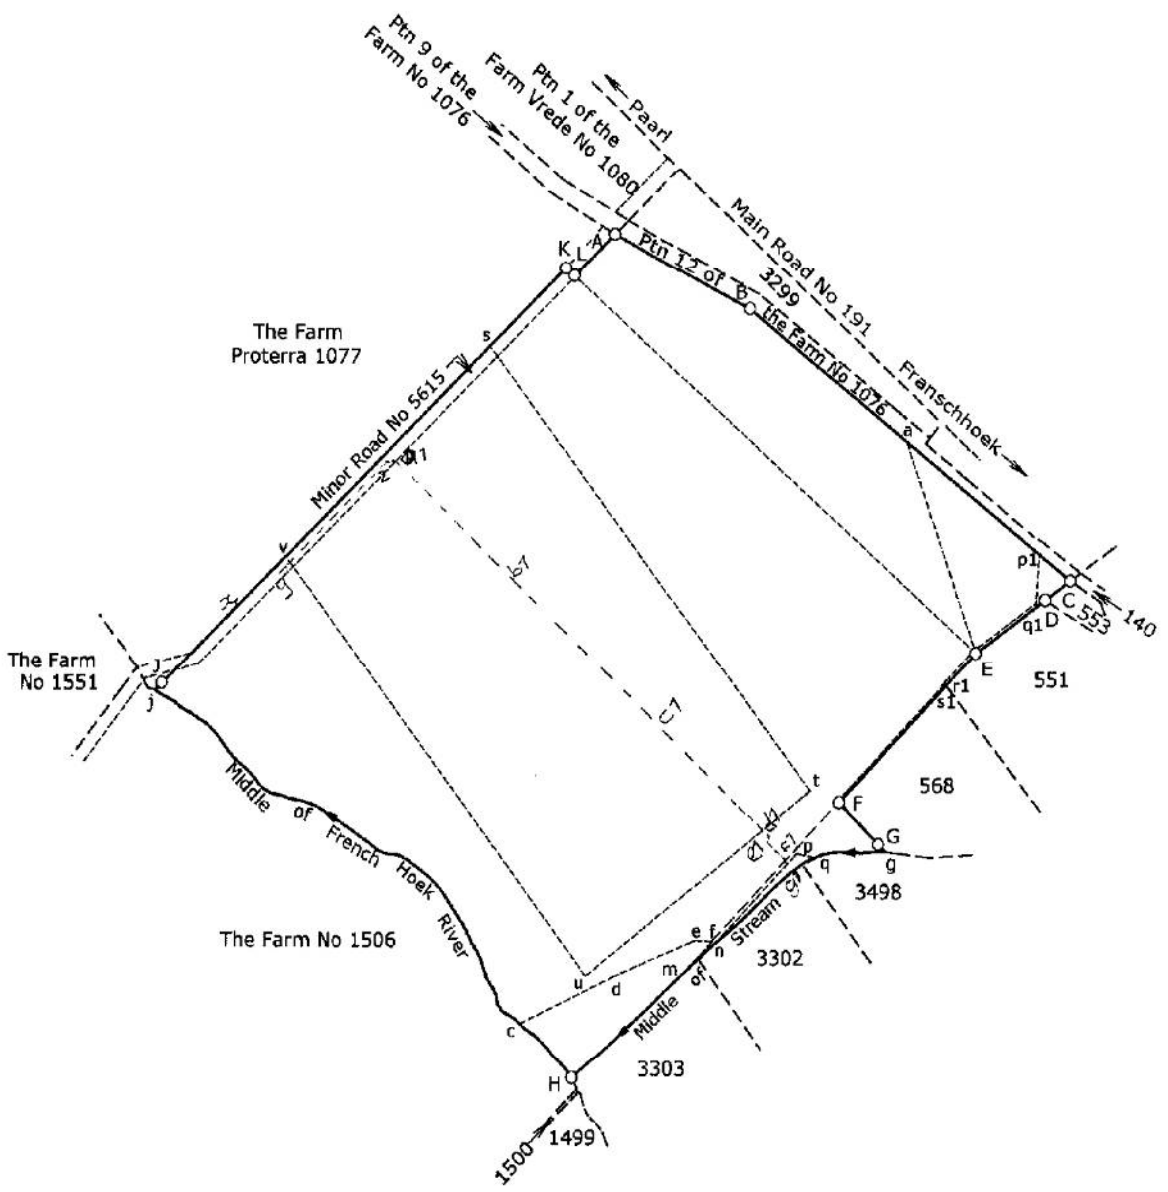 Ptn 9 of the
Farm No 1076
Ptn 1 of the
Farm Vrede No 1080
Paarl
Main Road No 191
3299
Franschhoek
K
L
A
Ptn 12 of
B
the Farm No 1076
a
The Farm
Proterra 1077
s
Minor Road No 5615
z
v
p1
C
D
q1
553
140
E
r1
s1
551
The Farm
No 1551
J
j
568
t
F
G
g
p
q
3498
Middle
of
French
Hoek
River
The Farm No 1506
e
f
n
m
Stream
of
Middle
3302
u
d
c
H
3303
1500
1499